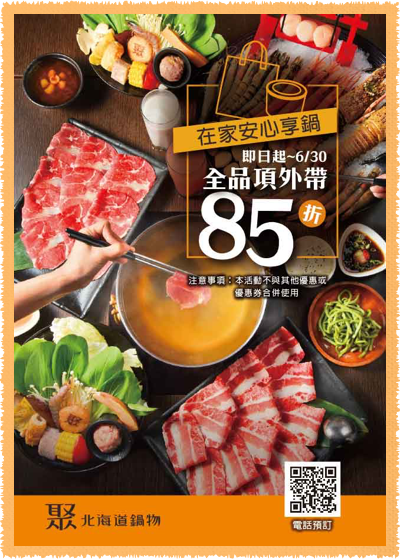 在家安心享鍋
即日起~6/30
全品項外帶
85折
注意事項：本活動不與其他優惠或
優惠券合併使用
聚 北海道鍋物
電話預訂